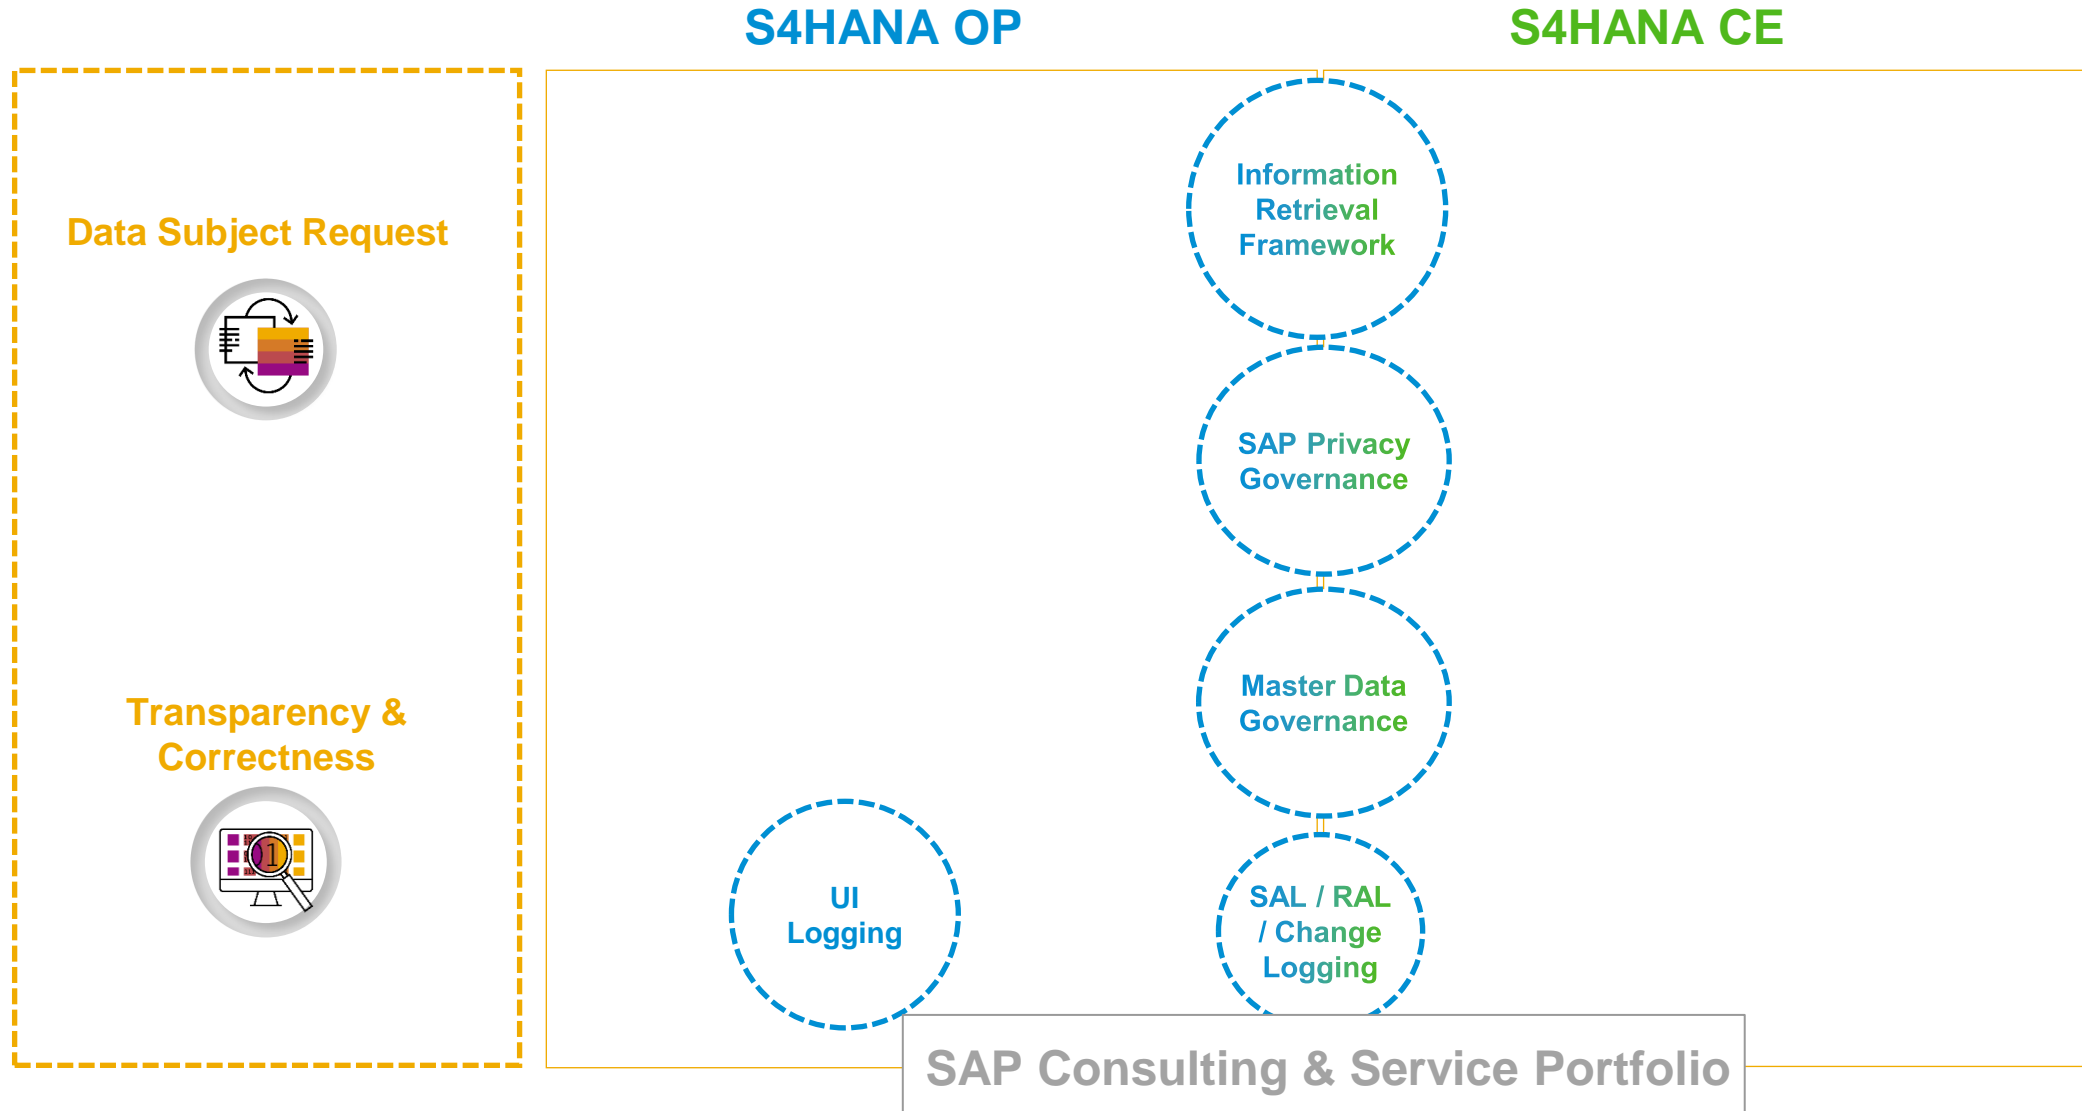 S4HANA OP
S4HANA CE
Data Subject Request
Information
Retrieval
Framework
SAP Privacy
Governance
Master Data
Governance
Transparency &
Correctness
UI
Logging
SAL / RAL
/ Change
Logging
SAP Consulting & Service Portfolio